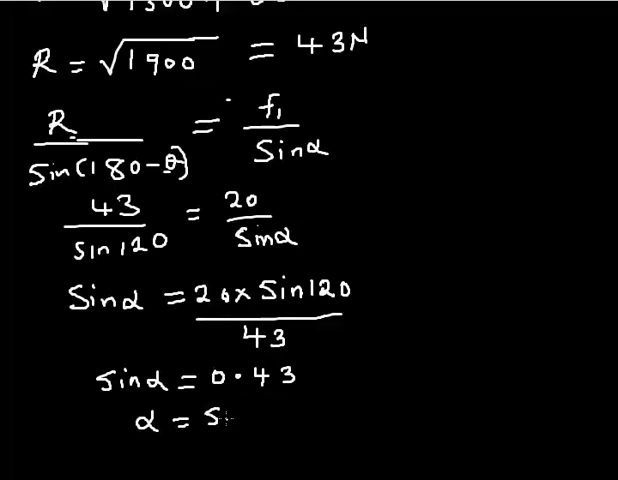 R = √1900 = 43N
R / Sin(180-θ) = f₁ / Sinα
43 / Sin120 = 20 / Sinα
Sinα = 20 x Sin120 / 43
Sinα = 0.43
α = S